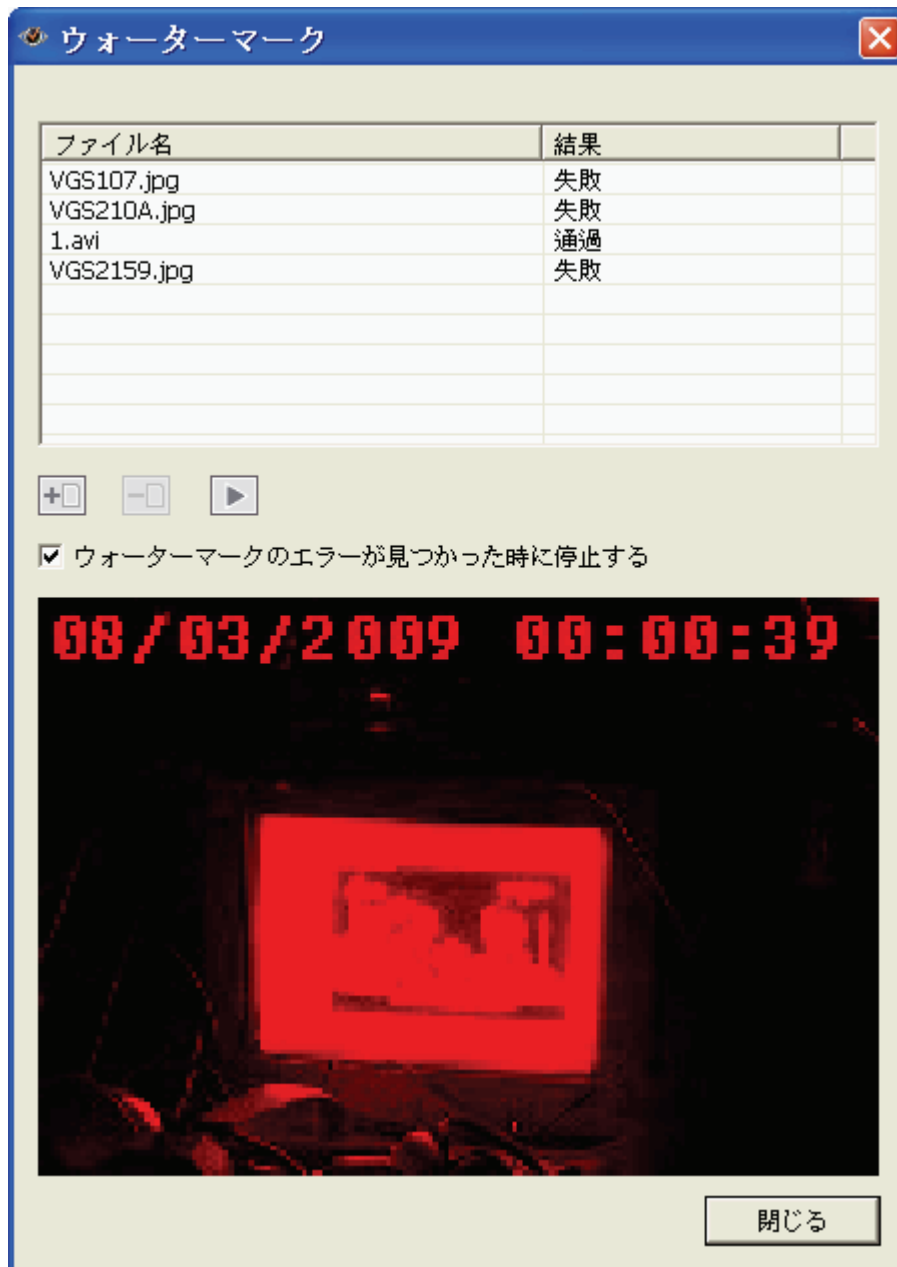 ウォーターマーク
ファイル名 結果
VGS107.jpg 失敗
VGS210A.jpg 失敗
1.avi 通過
VGS2159.jpg 失敗
ウォーターマークのエラーが見つかった時に停止する
08/03/2009 00:00:39
閉じる